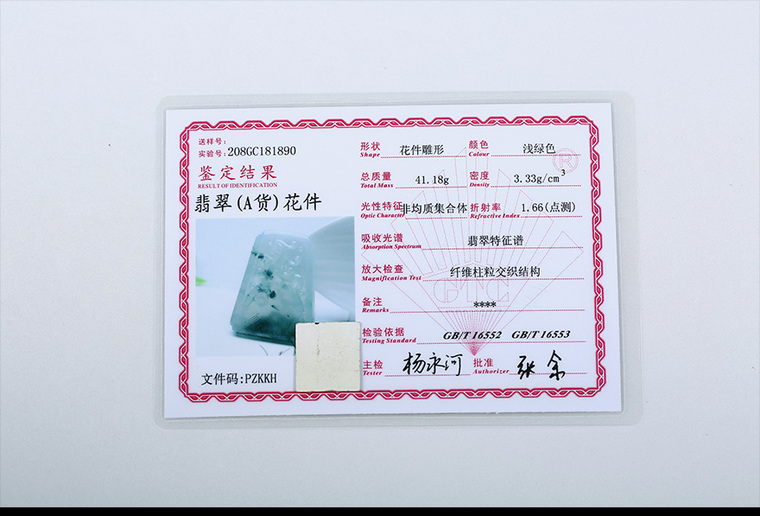 送样号:
实验号:208GC181890
鉴定结果
RESULT OF IDENTIFICATION
翡翠(A货)花件
文件码:PZKKH
形状 花件雕形 颜色 浅绿色
Shape Colour
总质量 41.18g 密度 3.33g/cm³
Total Mass Density
光性特征 非均质集合体 折射率 1.66(点测)
Optic Character Refractive Index
吸收光谱 翡翠特征谱
Absorption Spectrum
放大检查 纤维柱粒交织结构
Magnification Test
备注 ****
Remarks
检验依据 GB/T 16552 GB/T 16553
Testing Standard
主检 杨永河 批准
Tester Authorizer
®